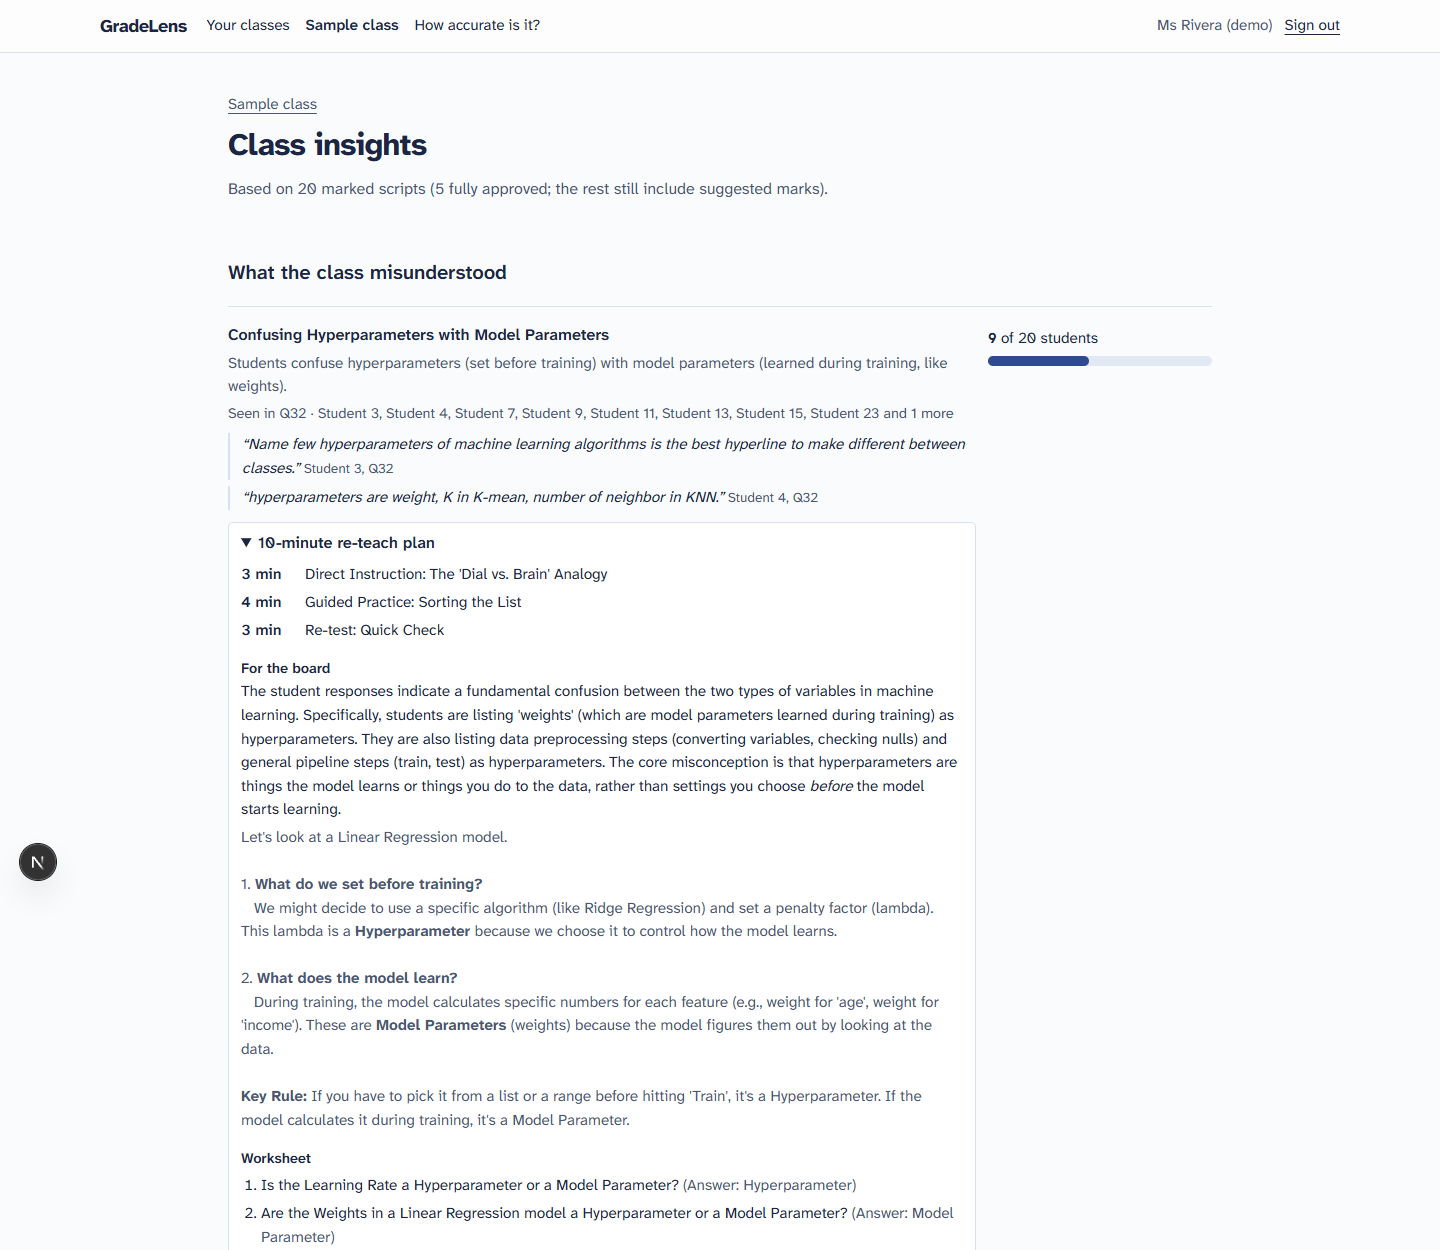 GradeLens Your classes Sample class How accurate is it? Ms Rivera (demo) Sign out
Sample class
Class insights
Based on 20 marked scripts (5 fully approved; the rest still include suggested marks).
What the class misunderstood
Confusing Hyperparameters with Model Parameters
9 of 20 students
Students confuse hyperparameters (set before training) with model parameters (learned during training, like
weights).
Seen in Q32 · Student 3, Student 4, Student 7, Student 9, Student 11, Student 13, Student 15, Student 23 and 1 more
“Name few hyperparameters of machine learning algorithms is the best hyperline to make different between
classes.” Student 3, Q32
“hyperparameters are weight, K in K-mean, number of neighbor in KNN.” Student 4, Q32
▼ 10-minute re-teach plan
3 min Direct Instruction: The 'Dial vs. Brain' Analogy
4 min Guided Practice: Sorting the List
3 min Re-test: Quick Check
For the board
The student responses indicate a fundamental confusion between the two types of variables in machine
learning. Specifically, students are listing 'weights' (which are model parameters learned during training) as
hyperparameters. They are also listing data preprocessing steps (converting variables, checking nulls) and
general pipeline steps (train, test) as hyperparameters. The core misconception is that hyperparameters are
things the model learns or things you do to the data, rather than settings you choose before the model
starts learning.
Let's look at a Linear Regression model.
1. What do we set before training?
We might decide to use a specific algorithm (like Ridge Regression) and set a penalty factor (lambda).
This lambda is a Hyperparameter because we choose it to control how the model learns.
2. What does the model learn?
During training, the model calculates specific numbers for each feature (e.g., weight for 'age', weight for
'income'). These are Model Parameters (weights) because the model figures them out by looking at the
data.
Key Rule: If you have to pick it from a list or a range before hitting 'Train', it's a Hyperparameter. If the
model calculates it during training, it's a Model Parameter.
Worksheet
1. Is the Learning Rate a Hyperparameter or a Model Parameter? (Answer: Hyperparameter)
2. Are the Weights in a Linear Regression model a Hyperparameter or a Model Parameter? (Answer: Model
Parameter)
N